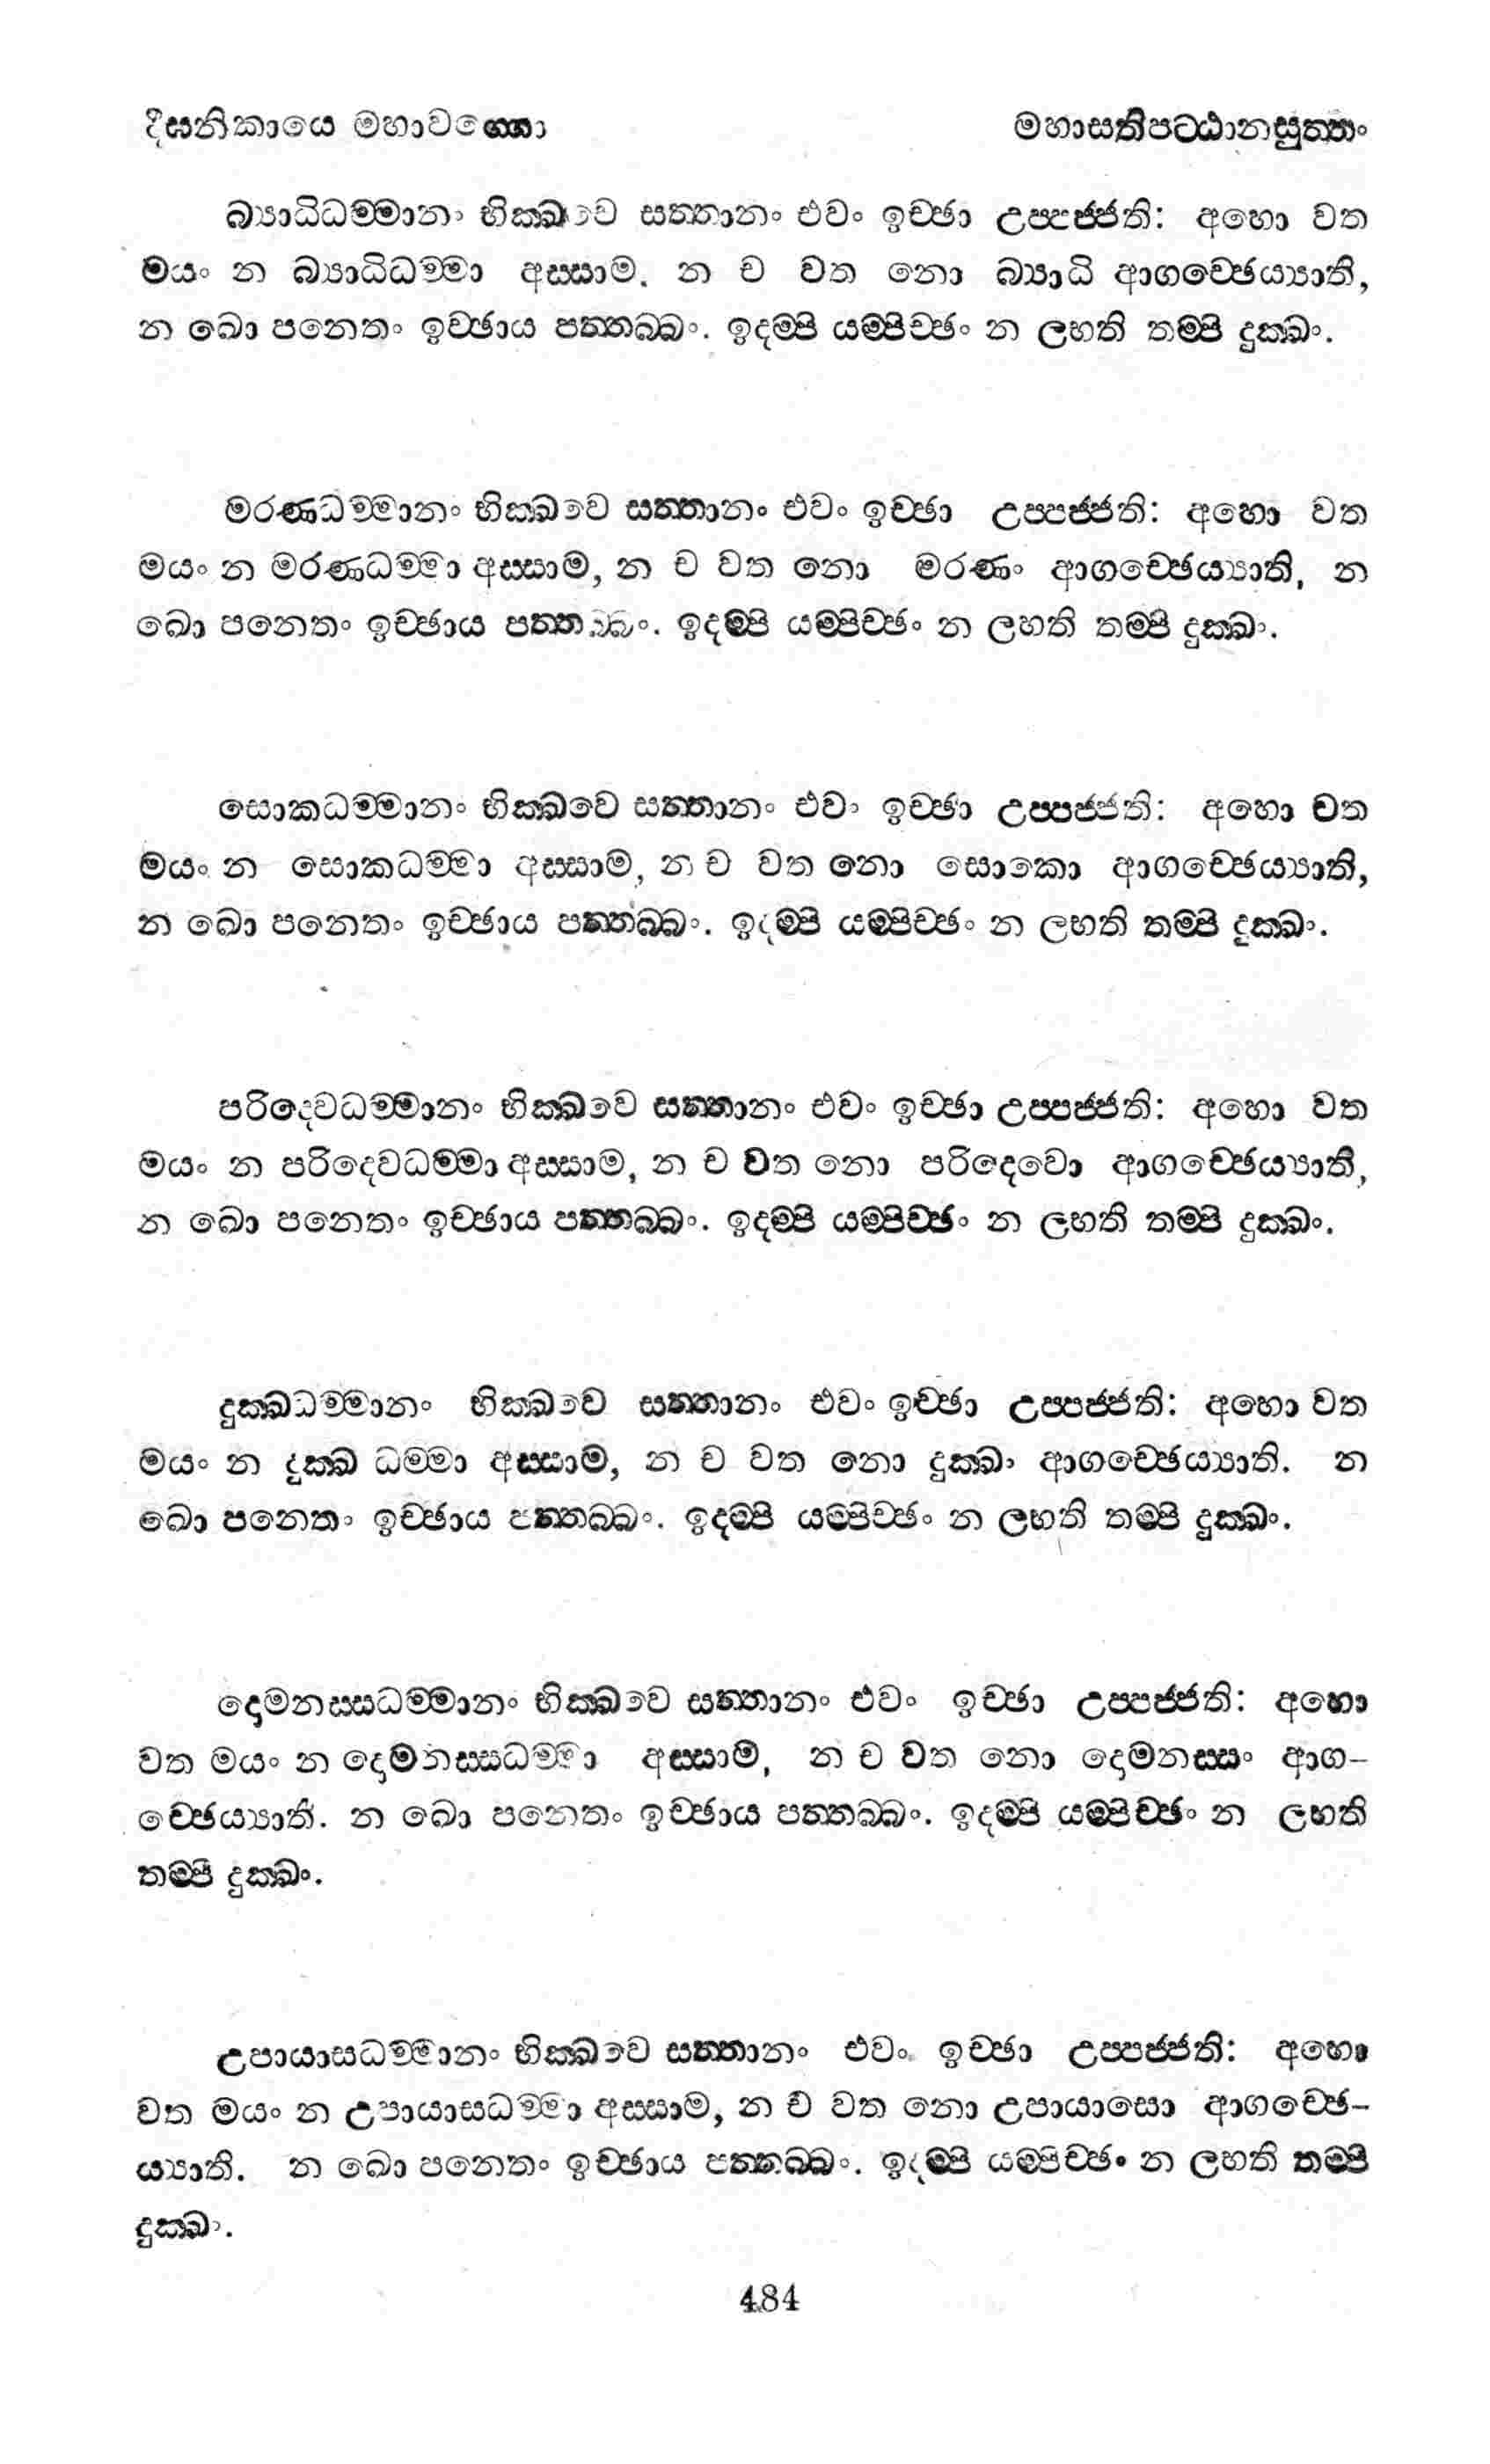 දීඝනිකායෙ මහාවග්ගො
මහාසතිපට්ඨානසුත්තං
බ්‍යාධිධම්මානං භික්ඛවෙ සත්තානං එවං ඉච්ඡා උප්පජ්ජති: අහො වත
මයං න බ්‍යාධිධම්මා අස්සාම. න ච වත නො බ්‍යාධි ආගච්ඡෙය්‍යාති,
න ඛො පනෙතං ඉච්ඡාය පත්තබ්බං. ඉදම්පි යම්පිච්ඡං න ලභති තම්පි දුක්ඛං.
මරණධම්මානං භික්ඛවෙ සත්තානං එවං ඉච්ඡා උප්පජ්ජති: අහො වත
මයං න මරණධම්මා අස්සාම, න ච වත නො මරණං ආගච්ඡෙය්‍යාති, න
ඛො පනෙතං ඉච්ඡාය පත්තබ්බං. ඉදම්පි යම්පිච්ඡං න ලහති තම්පි දුක්ඛං.
සොකධම්මානං භික්ඛවෙ සත්තානං එවං ඉච්ඡා උප්පජ්ජති: අහො වත
මයං න සොකධම්මා අස්සාම, න ච වත නො සොකො ආගච්ඡෙය්‍යාති,
න ඛො පනෙතං ඉච්ඡාය පත්තබ්බං. ඉදම්පි යම්පිච්ඡං න ලභති තම්පි දුක්ඛං.
පරිදෙවධම්මානං භික්ඛවෙ සත්තානං එවං ඉච්ඡා උප්පජ්ජති: අහො වත
මයං න පරිදෙවධම්මා අස්සාම, න ච වත නො පරිදෙවො ආගච්ඡෙය්‍යාති,
න ඛො පනෙතං ඉච්ඡාය පත්තබ්බං. ඉදම්පි යම්පිච්ඡං න ලභති තම්පි දුක්ඛං.
දුක්ඛධම්මානං භික්ඛවෙ සත්තානං එවං ඉච්ඡා උප්පජ්ජති: අහො වත
මයං න දුක්ඛ ධම්මා අස්සාම, න ච වත නො දුක්ඛං ආගච්ඡෙය්‍යාති. න
ඛො පනෙතං ඉච්ඡාය පත්තබ්බං. ඉදම්පි යම්පිච්ඡං න ලභති තම්පි දුක්ඛං.
දොමනස්සධම්මානං භික්ඛවෙ සත්තානං එවං ඉච්ඡා උප්පජ්ජති: අහො
වත මයං න දොමනස්සධම්මා අස්සාම, න ච වත නො දොමනස්සං ආග-
ච්ඡෙය්‍යාති. න ඛො පනෙතං ඉච්ඡාය පත්තබ්බං. ඉදම්පි යම්පිච්ඡං න ලභති
තම්පි දුක්ඛං.
උපායාසධම්මානං භික්ඛවෙ සත්තානං එවං ඉච්ඡා උප්පජ්ජති: අහො
වත මයං න උපායාසධම්මා අස්සාම, න ච වත නො උපායාසො ආගච්ඡෙ-
ය්‍යාති. න ඛො පනෙතං ඉච්ඡාය පත්තබ්බං. ඉදම්පි යම්පිච්ඡං න ලහති තම්පි
දුක්ඛං.
484